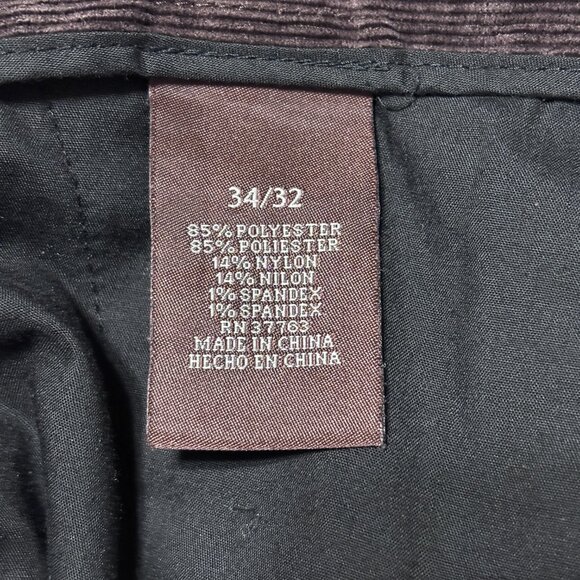 34/32
85% POLYESTER
85% POLIESTER
14% NYLON
14% NILON
1% SPANDEX
1% SPANDEX
RN 37763
MADE IN CHINA
HECHO EN CHINA